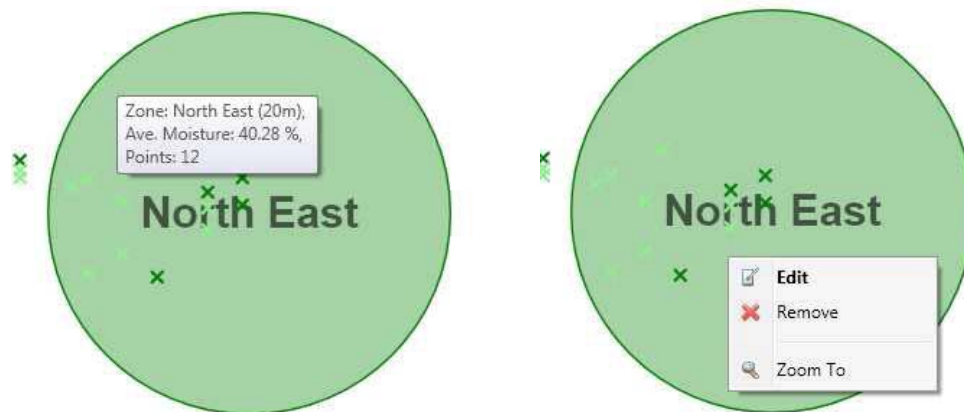 Zone: North East (20m),
Ave. Moisture: 40.28 %,
Points: 12
North East
North East
Edit
Remove
Zoom To